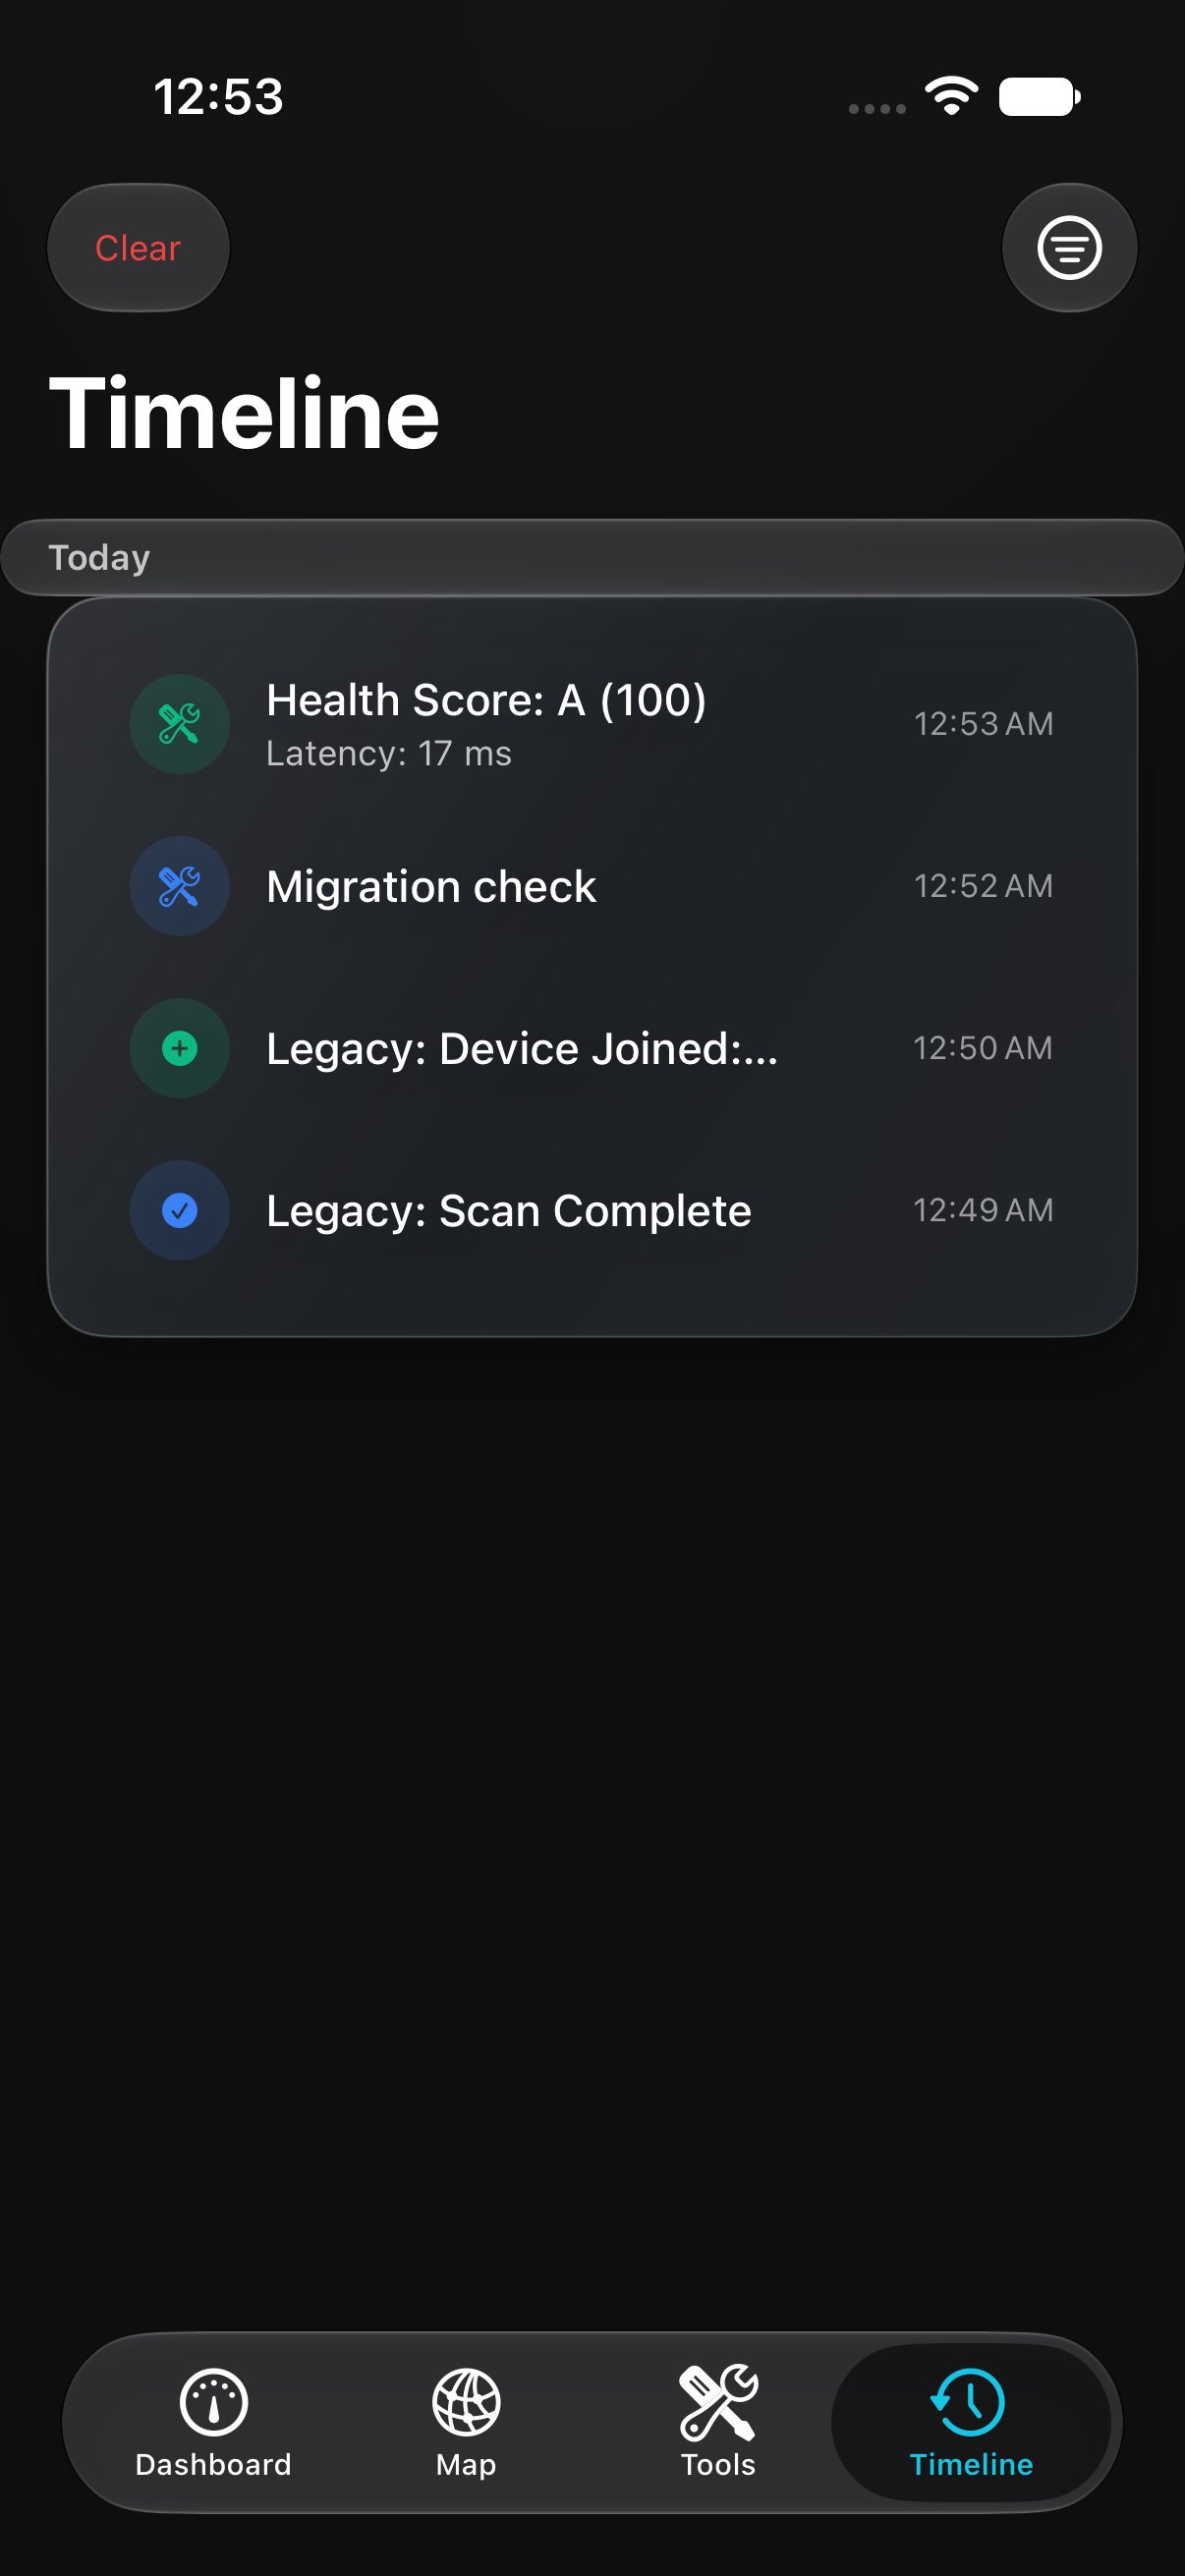 12:53
Clear
Timeline
Today
Health Score: A (100)
Latency: 17 ms
12:53 AM
Migration check
12:52 AM
Legacy: Device Joined:...
12:50 AM
Legacy: Scan Complete
12:49 AM
Dashboard
Map
Tools
Timeline